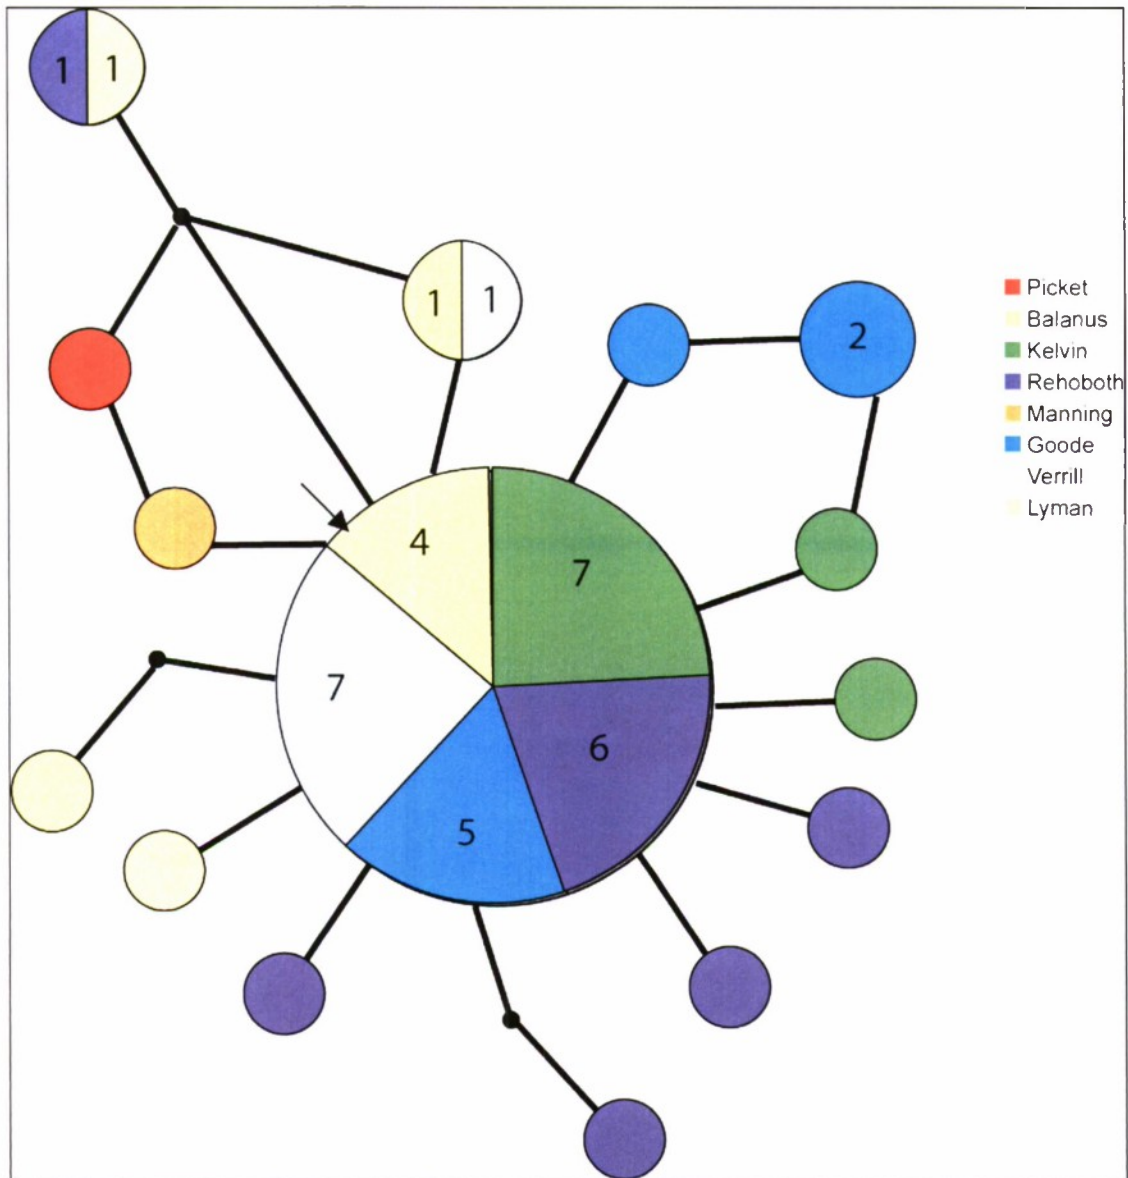 1 1
1 1
2
4
7
7
6
5
Picket
Balanus
Kelvin
Rehoboth
Manning
Goode
Verrill
Lyman